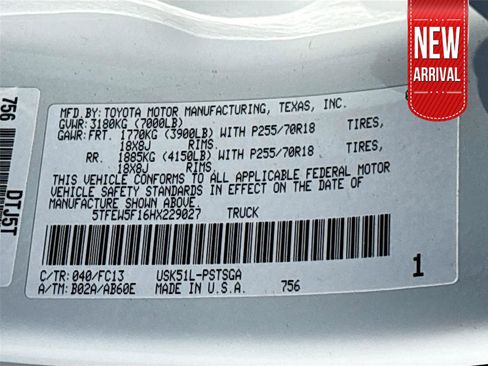 NEW
ARRIVAL
MFD. BY: TOYOTA MOTOR MANUFACTURING, TEXAS, INC.
GVWR: 3180KG (7000LB)
GAWR: FRT. 1770KG (3900LB) WITH P255/70R18 TIRES,
18X8J RIMS.
RR. 1885KG (4150LB) WITH P255/70R18 TIRES,
18X8J RIMS.
THIS VEHICLE CONFORMS TO ALL APPLICABLE FEDERAL MOTOR
VEHICLE SAFETY STANDARDS IN EFFECT ON THE DATE OF
MANUFACTURE SHOWN ABOVE.
5TFEW5F16HX229027 TRUCK
C/TR: 040/FC13 USK51L-PSTSGA
A/TM: B02A/AB60E MADE IN U.S.A. 756
1
756
DTJ5T